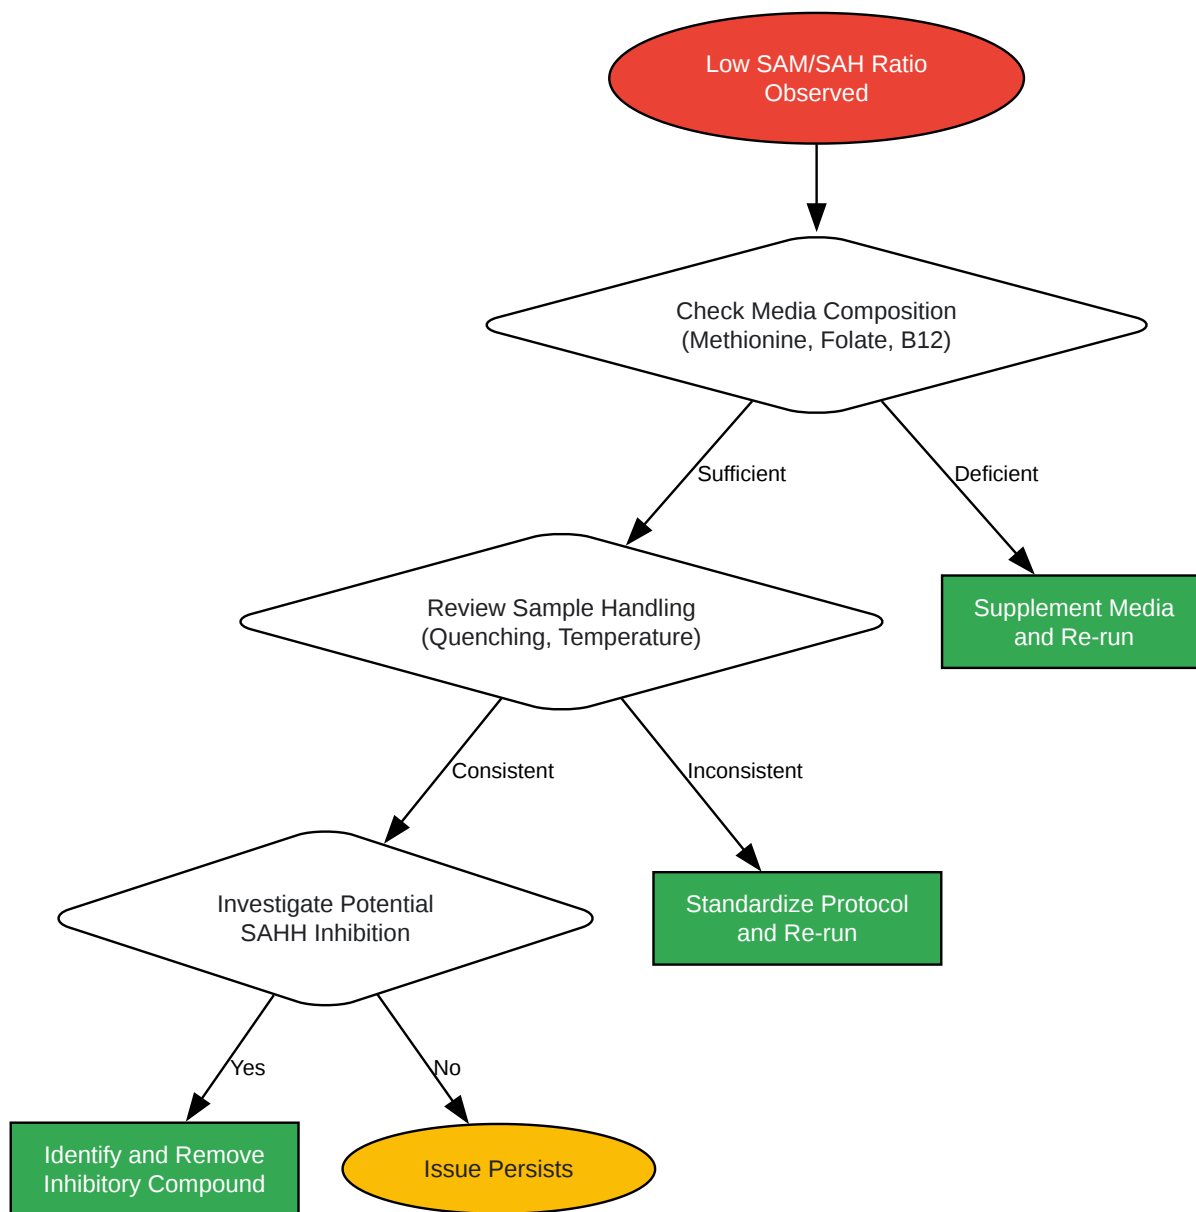 Low SAM/SAH Ratio
Observed
Check Media Composition
(Methionine, Folate, B12)
Sufficient
Deficient
Review Sample Handling
(Quenching, Temperature)
Supplement Media
and Re-run
Consistent
Inconsistent
Investigate Potential
SAHH Inhibition
Standardize Protocol
and Re-run
Yes
No
Identify and Remove
Inhibitory Compound
Issue Persists